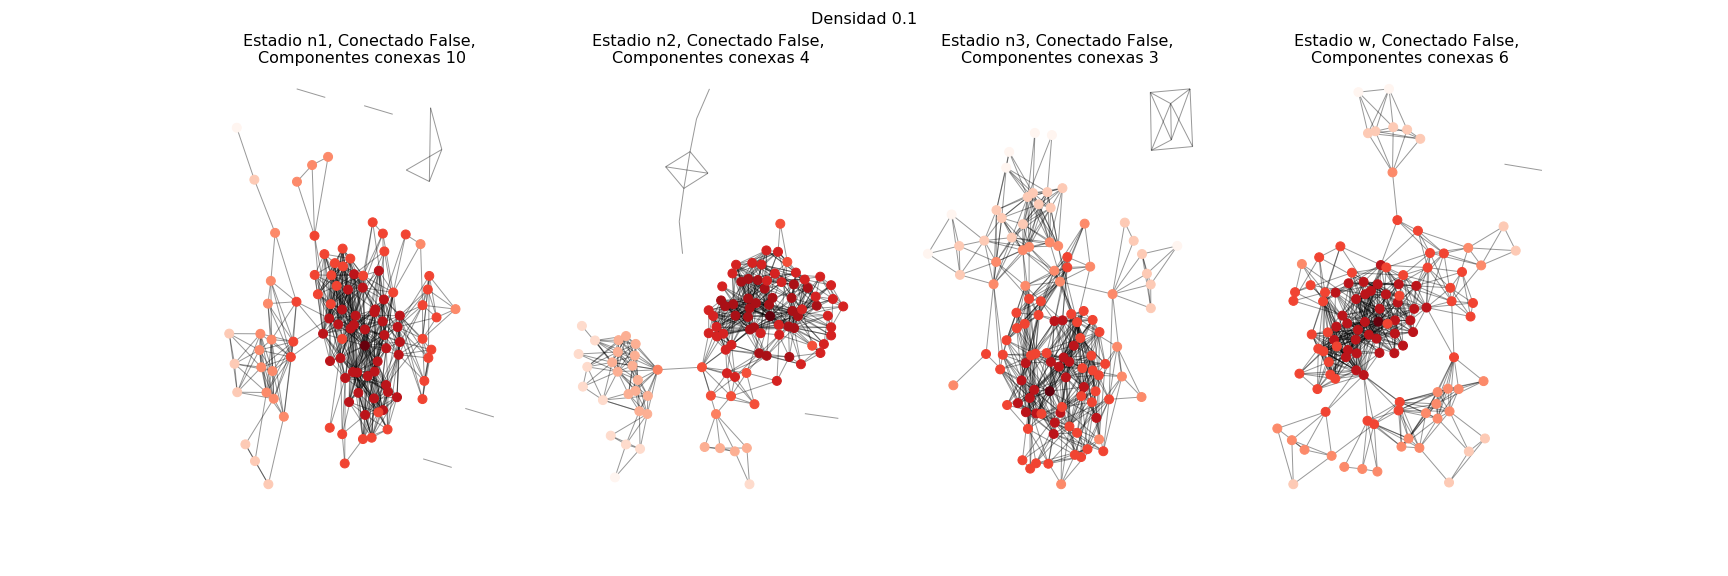 Densidad 0.1
Estadio n1, Conectado False,
Componentes conexas 10
Estadio n2, Conectado False,
Componentes conexas 4
Estadio n3, Conectado False,
Componentes conexas 3
Estadio w, Conectado False,
Componentes conexas 6